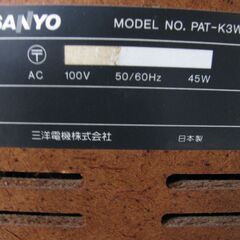 SANYO MODEL NO. PAT-K3W
〒
AC 100V 50/60Hz 45W
三洋電機株式会社 日本製